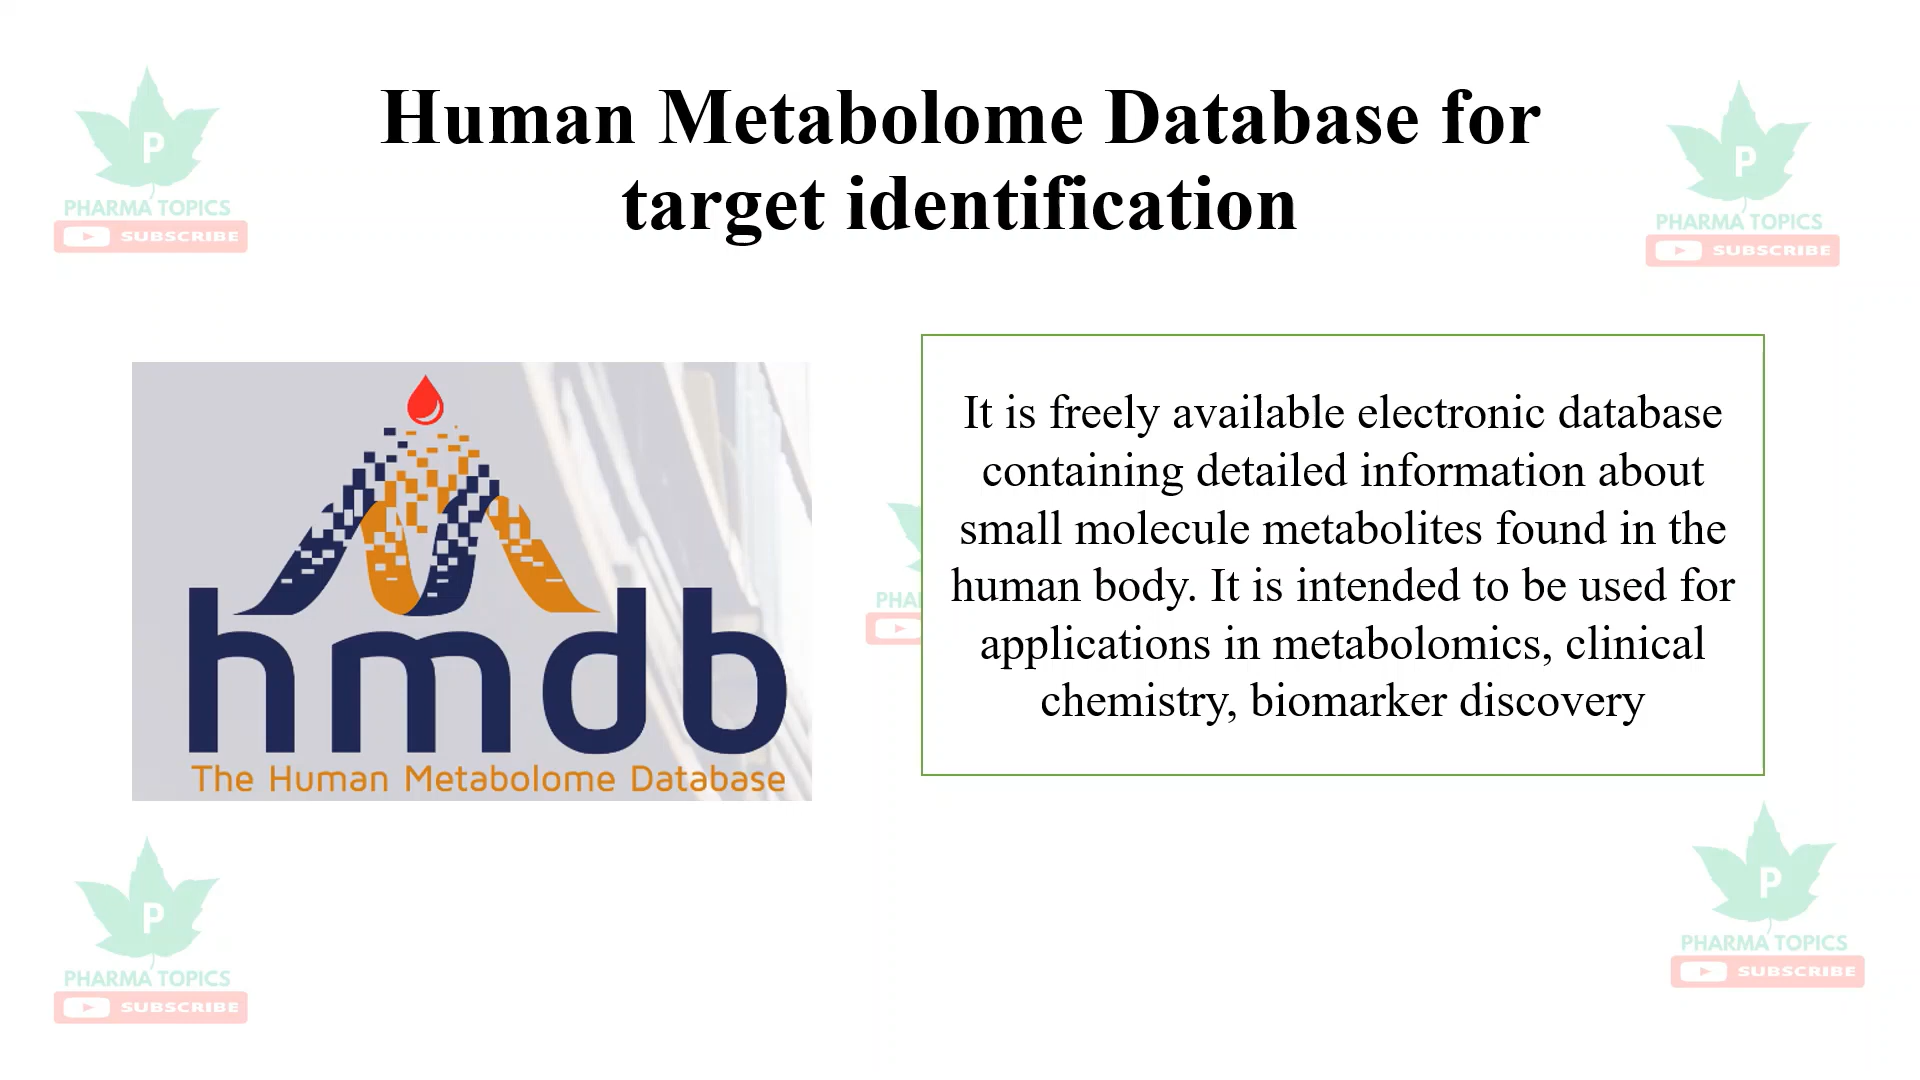 Human Metabolome Database for
target identification
P
PHARMA TOPICS
SUBSCRIBE
P
PHARMA TOPICS
SUBSCRIBE
hmdb
The Human Metabolome Database
PHA
It is freely available electronic database
containing detailed information about
small molecule metabolites found in the
human body. It is intended to be used for
applications in metabolomics, clinical
chemistry, biomarker discovery
P
PHARMA TOPICS
SUBSCRIBE
P
PHARMA TOPICS
SUBSCRIBE